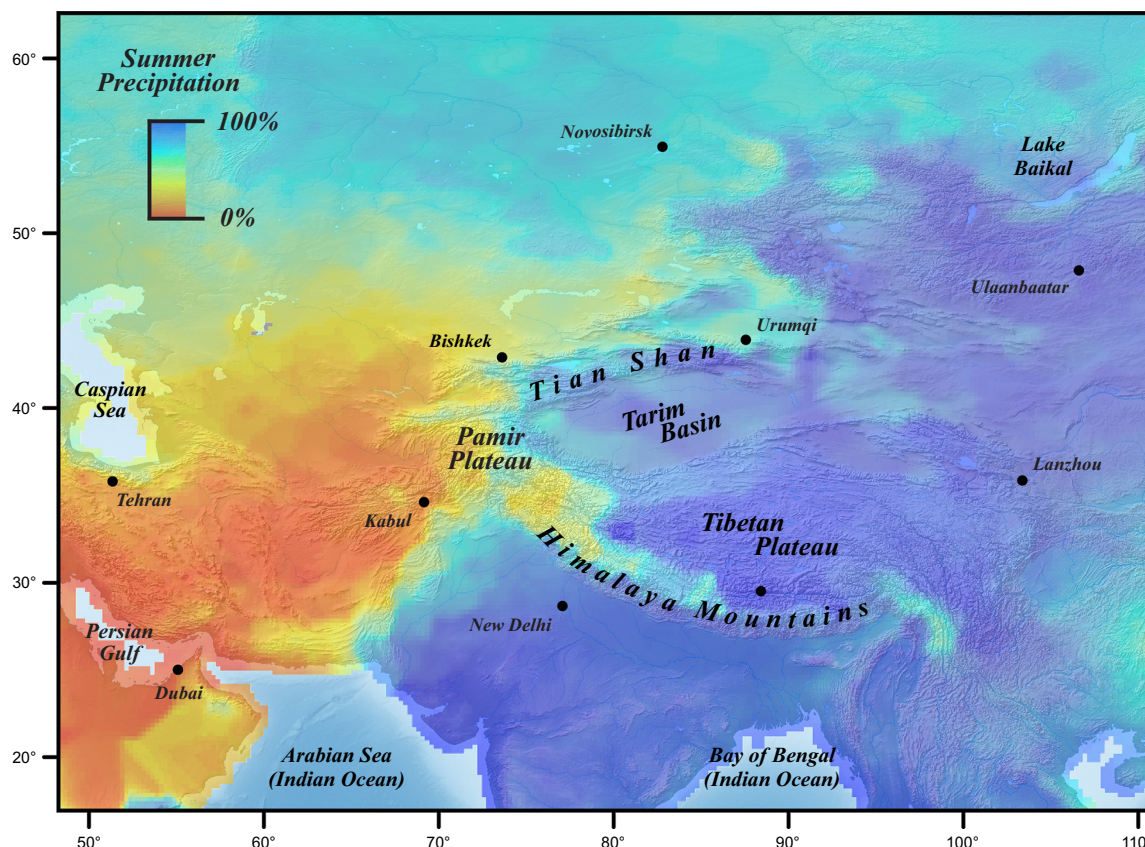 Summer
Precipitation
100%
0%
60°
50°
40°
30°
20°
50°
60°
70°
80°
90°
100°
110
Novosibirsk
Lake
Baikal
Ulaanbaatar
Urumqi
Bishkek
Tian Shan
Caspian
Sea
Tarim
Basin
Pamir
Plateau
Lanzhou
Tehran
Kabul
Tibetan
Plateau
Himalaya Mountains
New Delhi
Persian
Gulf
Dubai
Arabian Sea
(Indian Ocean)
Bay of Bengal
(Indian Ocean)